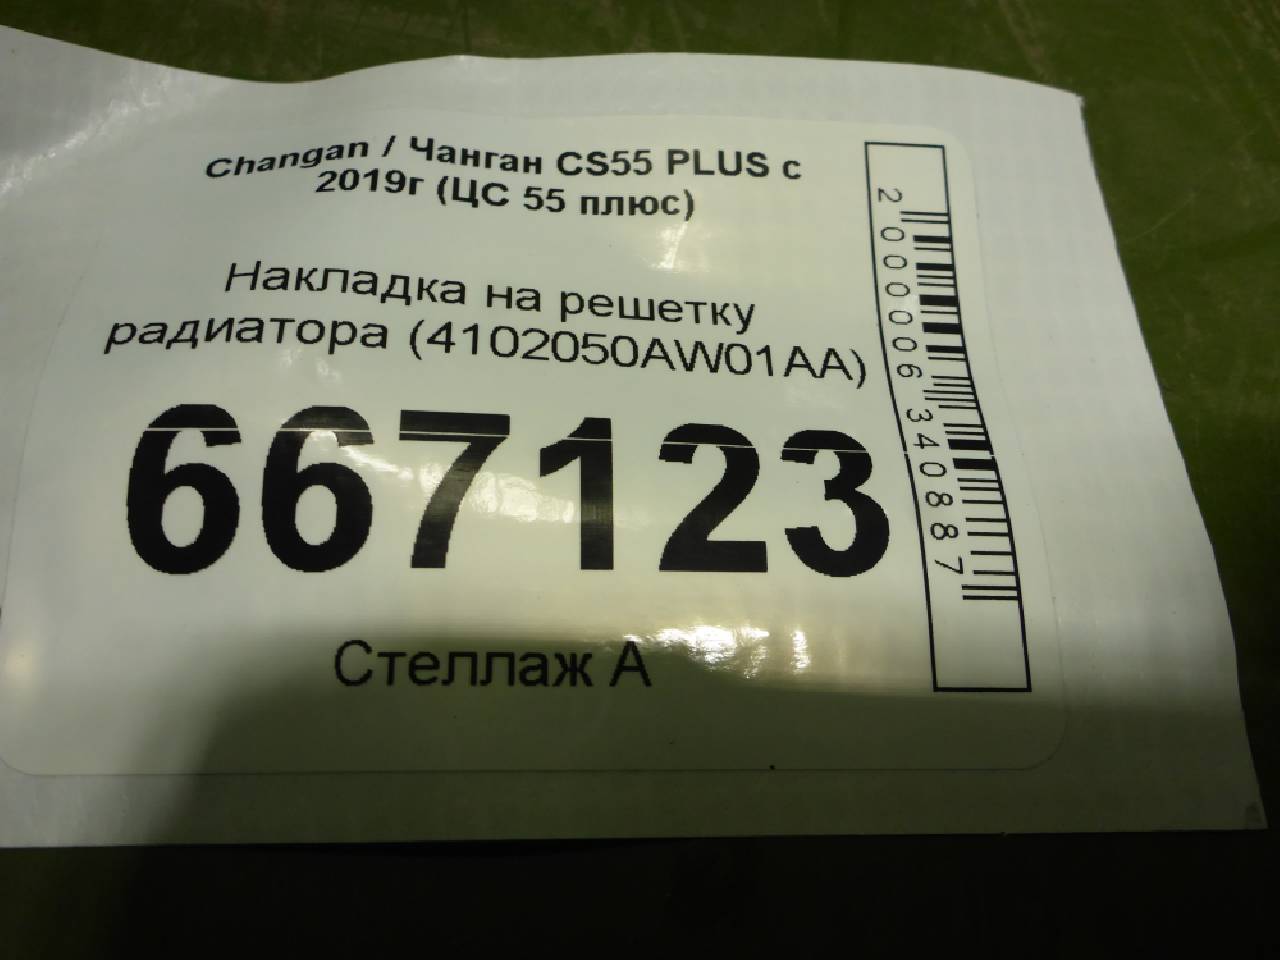 Changan / Чанган CS55 PLUS с
2019г (ЦС 55 плюс)
Накладка на решетку
радиатора (4102050AW01AA)
667123
Стеллаж А
2000006340887